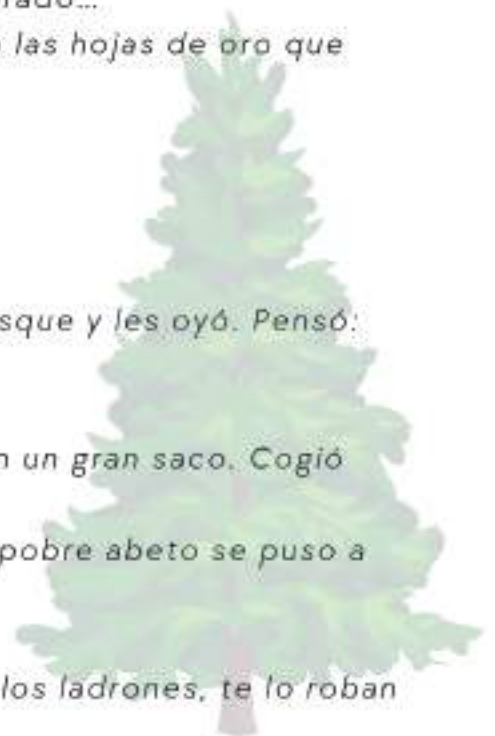 las hojas de oro que
y les oyó. Pensó:
un gran saco. Cogió
pobre abeto se puso a
los ladrones, te lo roban